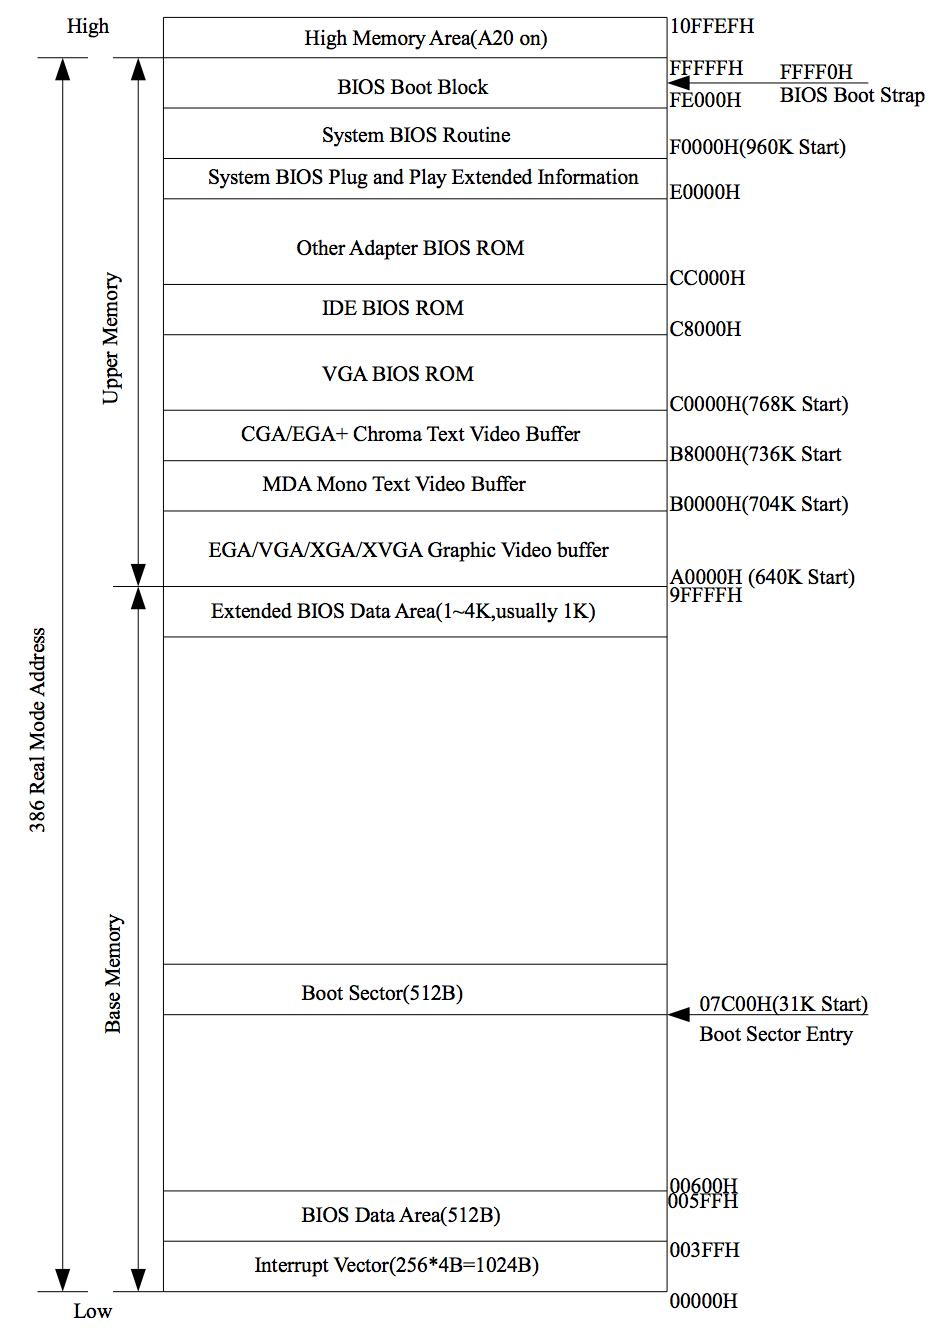 High
10FFEFH
High Memory Area(A20 on)
FFFFFH
FFFF0H
BIOS Boot Block
FE000H
BIOS Boot Strap
System BIOS Routine
F0000H(960K Start)
System BIOS Plug and Play Extended Information
E0000H
Other Adapter BIOS ROM
CC000H
IDE BIOS ROM
C8000H
Upper Memory
VGA BIOS ROM
C0000H(768K Start)
CGA/EGA+ Chroma Text Video Buffer
B8000H(736K Start
MDA Mono Text Video Buffer
B0000H(704K Start)
EGA/VGA/XGA/XVGA Graphic Video buffer
A0000H (640K Start)
9FFFFH
Extended BIOS Data Area(1~4K,usually 1K)
386 Real Mode Address
Base Memory
Boot Sector(512B)
07C00H(31K Start)
Boot Sector Entry
00600H
005FFH
BIOS Data Area(512B)
003FFH
Interrupt Vector(256*4B=1024B)
00000H
Low